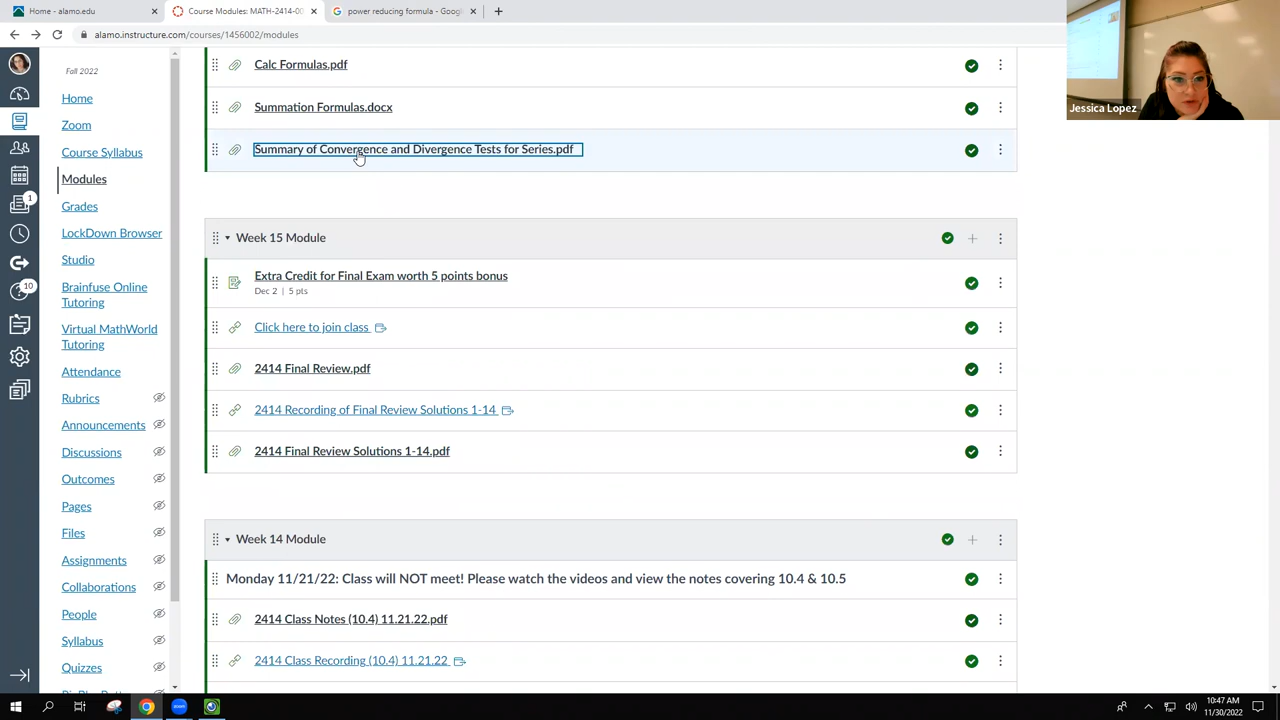 Home - alamo.edu
Course Modules: MATH-2414-00
power reducing formula - Google
alamo.instructure.com/courses/1456002/modules
Jessica Lopez
Fall 2022
Home
Zoom
Course Syllabus
Modules
Grades
LockDown Browser
Studio
Brainfuse Online
Tutoring
Virtual MathWorld
Tutoring
Attendance
Rubrics
Announcements
Discussions
Outcomes
Pages
Files
Assignments
Collaborations
People
Syllabus
Quizzes
1
10
Calc Formulas.pdf
Summation Formulas.docx
Summary of Convergence and Divergence Tests for Series.pdf
Week 15 Module
Extra Credit for Final Exam worth 5 points bonus
Dec 2 | 5 pts
Click here to join class
2414 Final Review.pdf
2414 Recording of Final Review Solutions 1-14
2414 Final Review Solutions 1-14.pdf
Week 14 Module
Monday 11/21/22: Class will NOT meet! Please watch the videos and view the notes covering 10.4 & 10.5
2414 Class Notes (10.4) 11.21.22.pdf
2414 Class Recording (10.4) 11.21.22
zoom
10:47 AM
11/30/2022